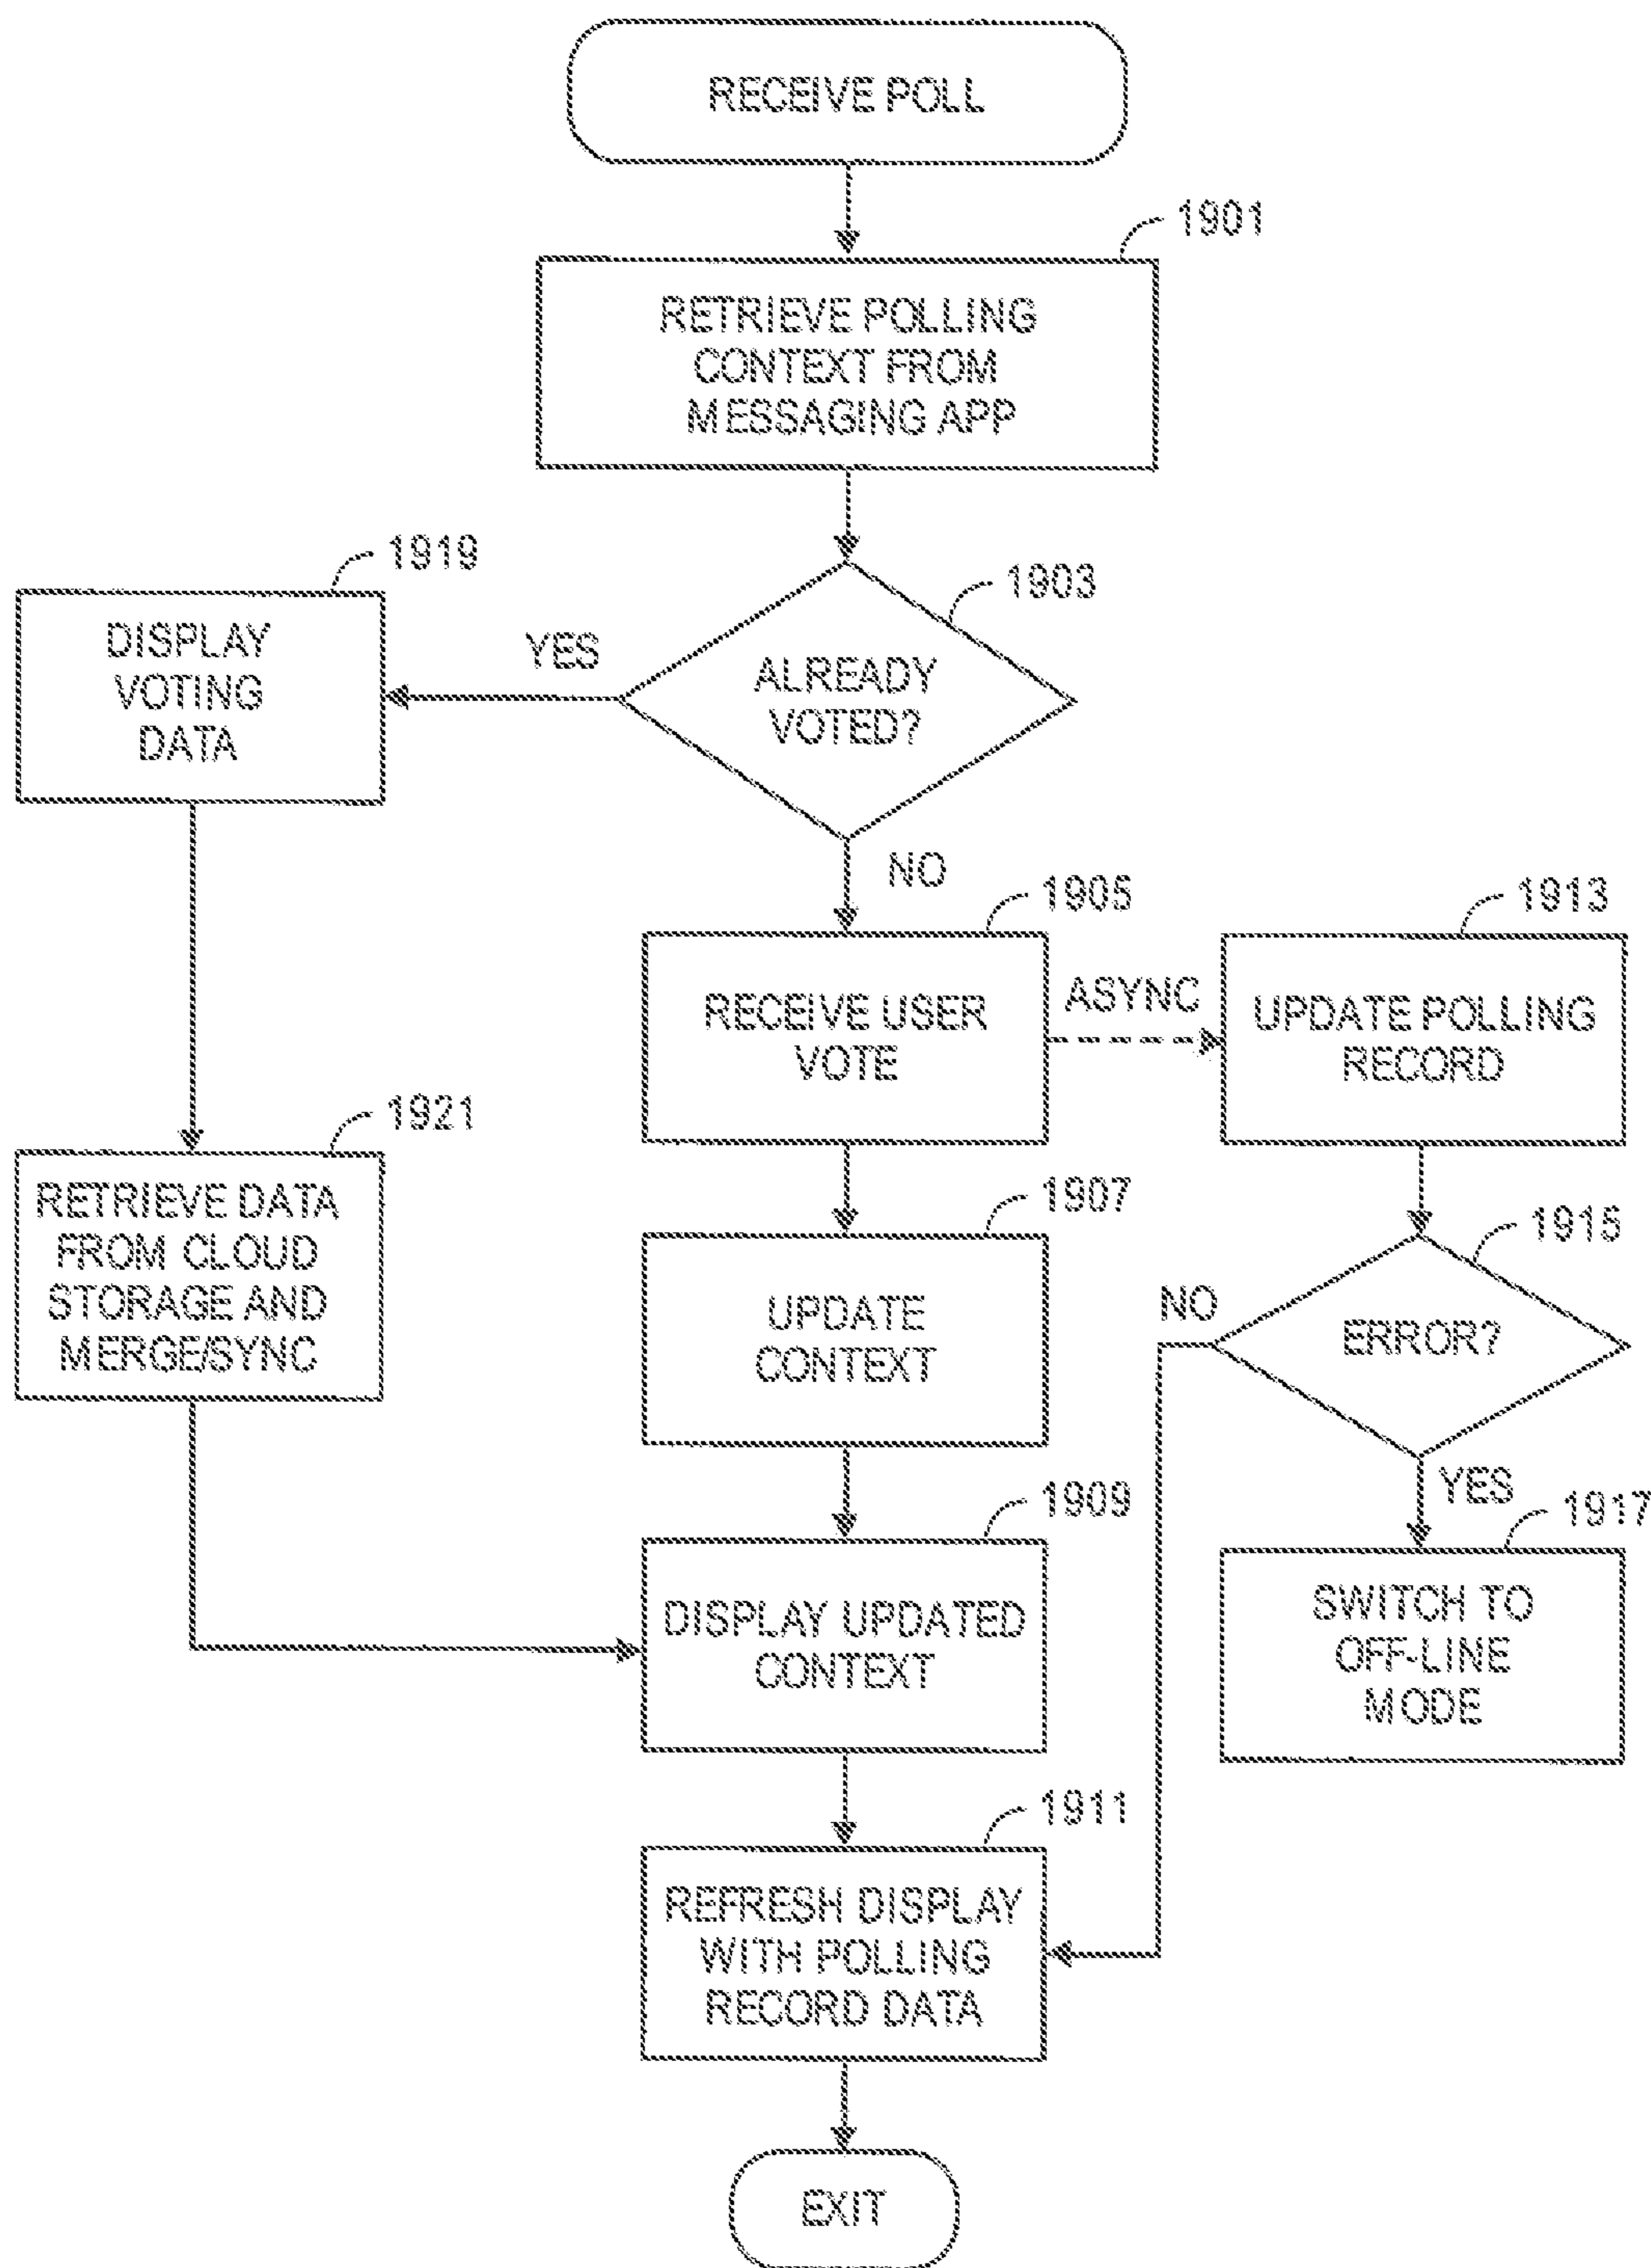 RECEIVE POLL
1901
RETRIEVE POLLING
CONTEXT FROM
MESSAGING APP
1919
DISPLAY
VOTING
DATA
YES
1903
ALREADY
VOTED?
NO
1905
RECEIVE USER
VOTE
ASYNC
1913
UPDATE POLLING
RECORD
1921
RETRIEVE DATA
FROM CLOUD
STORAGE AND
MERGE/SYNC
1907
UPDATE
CONTEXT
1915
NO
ERROR?
YES
1909
DISPLAY UPDATED
CONTEXT
1917
SWITCH TO
OFF-LINE
MODE
1911
REFRESH DISPLAY
WITH POLLING
RECORD DATA
EXIT